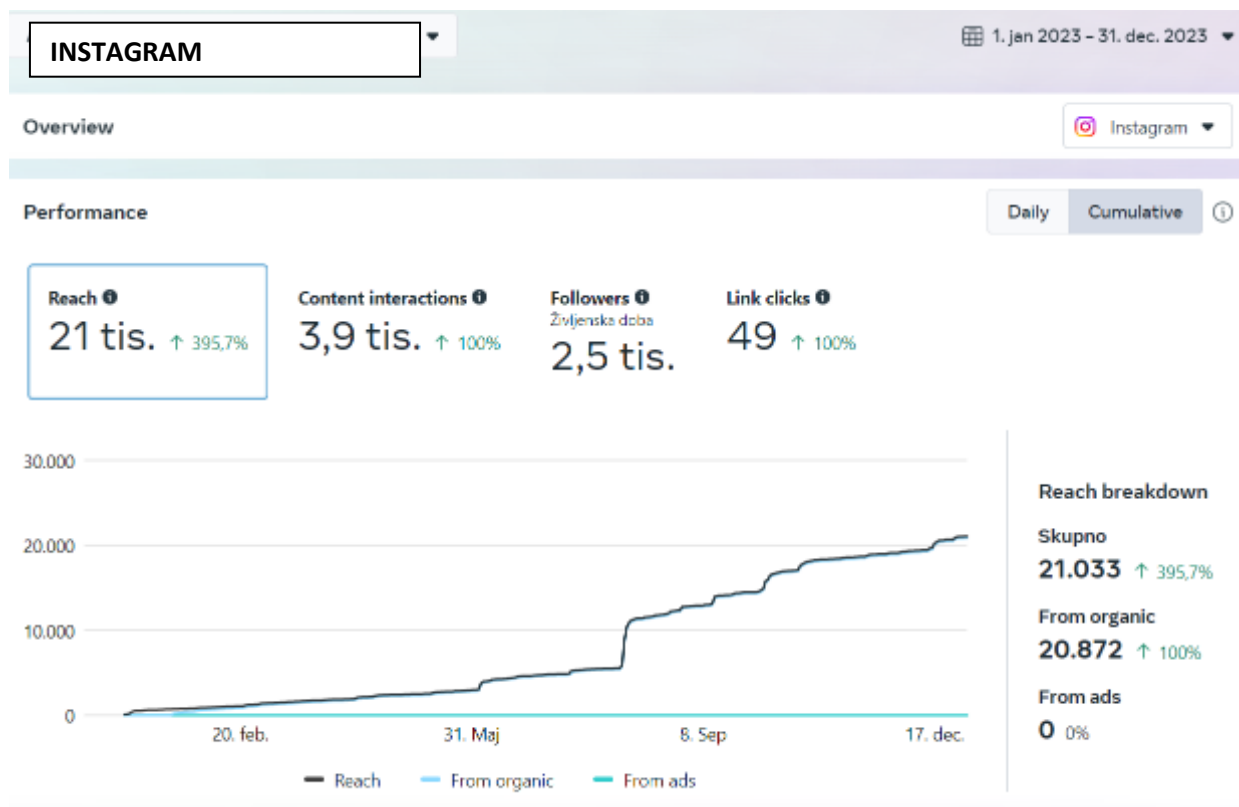 INSTAGRAM
1. jan 2023 – 31. dec. 2023
Overview
Instagram
Performance
Daily Cumulative
Reach Content interactions Followers Link clicks
Življenska doba
21 tis. ↑ 395,7% 3,9 tis. ↑ 100% 2,5 tis. 49 ↑ 100%
30.000
20.000
10.000
0
20. feb. 31. Maj 8. Sep 17. dec.
Reach From organic From ads
Reach breakdown
Skupno
21.033 ↑ 395,7%
From organic
20.872 ↑ 100%
From ads
0 0%